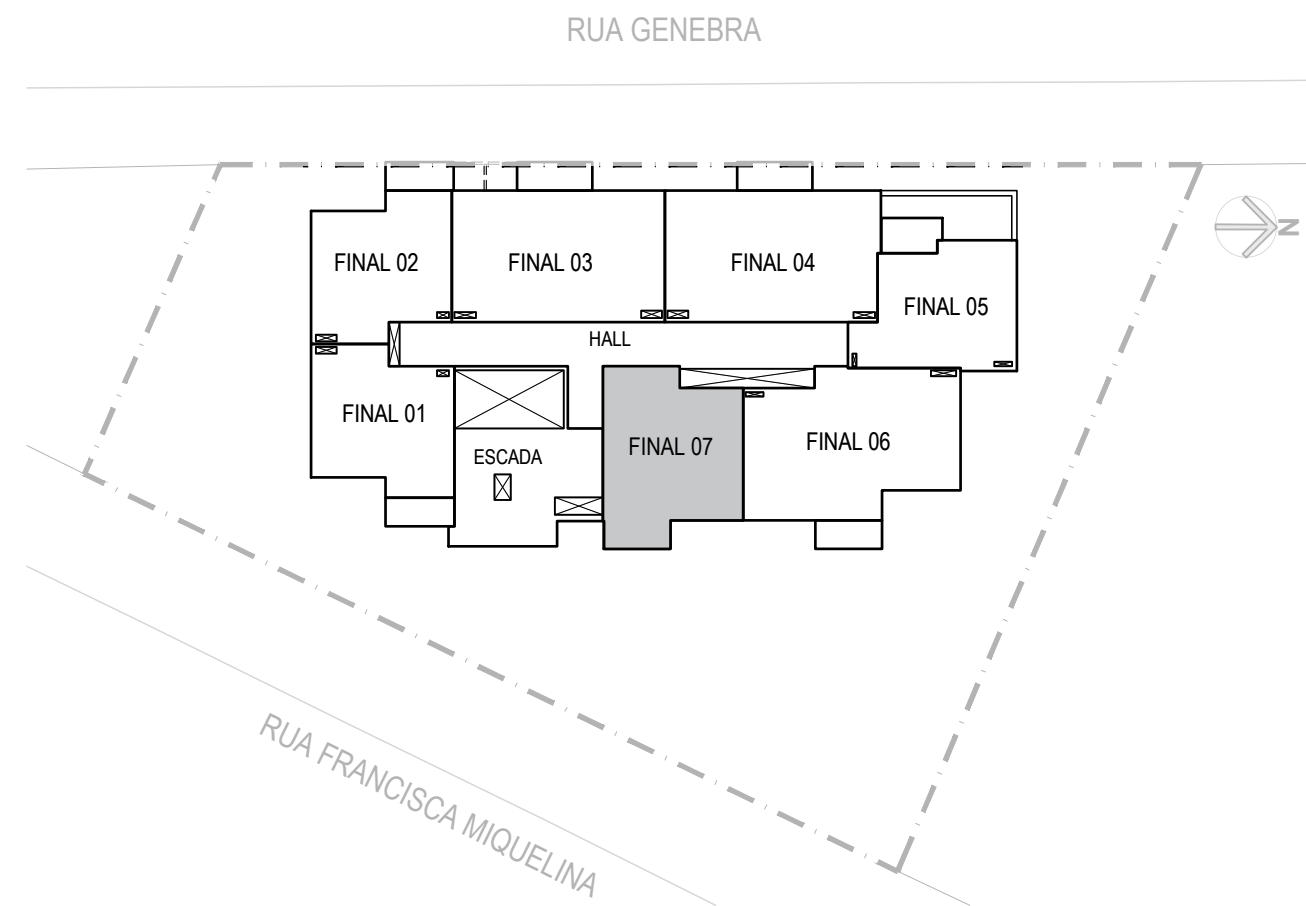 RUA GENEBRA
N
FINAL 02
FINAL 03
FINAL 04
FINAL 05
HALL
FINAL 01
FINAL 07
FINAL 06
ESCADA
RUA FRANCISCA MIQUELINA